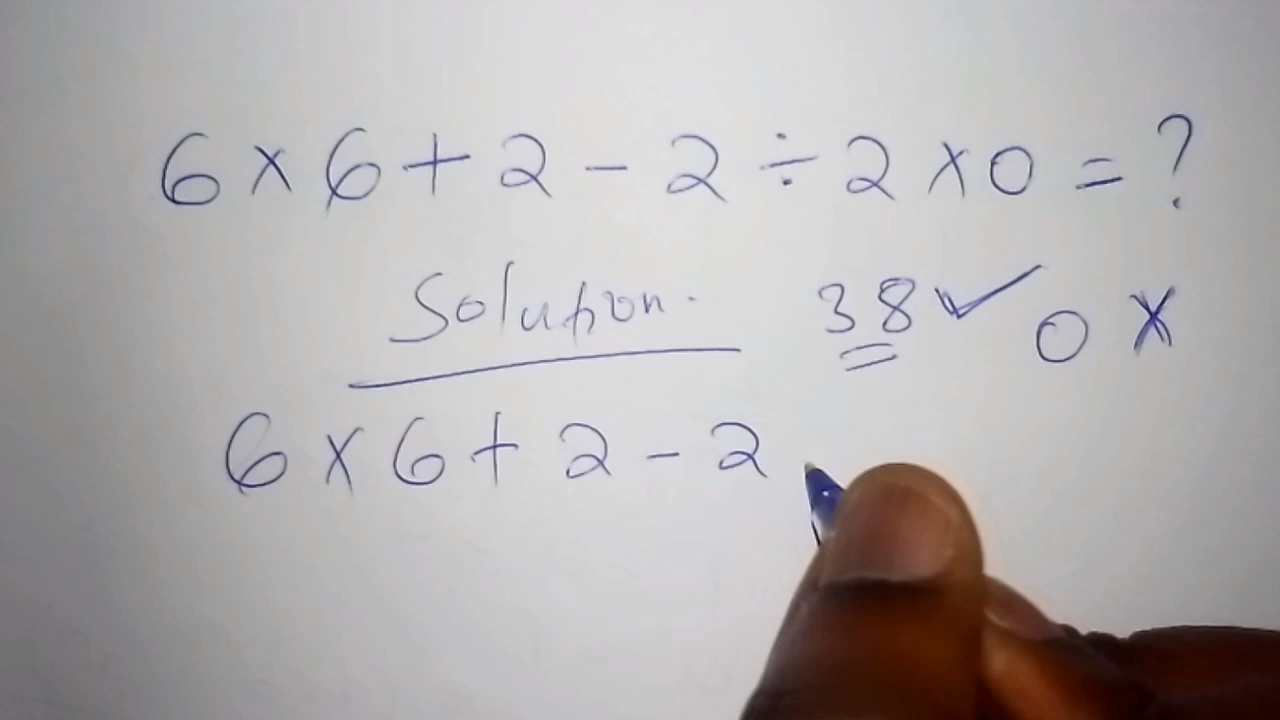 6 × 6 + 2 - 2 ÷ 2 × 0 = ?
Solution. 38 ✓ 0 X
6 × 6 + 2 - 2